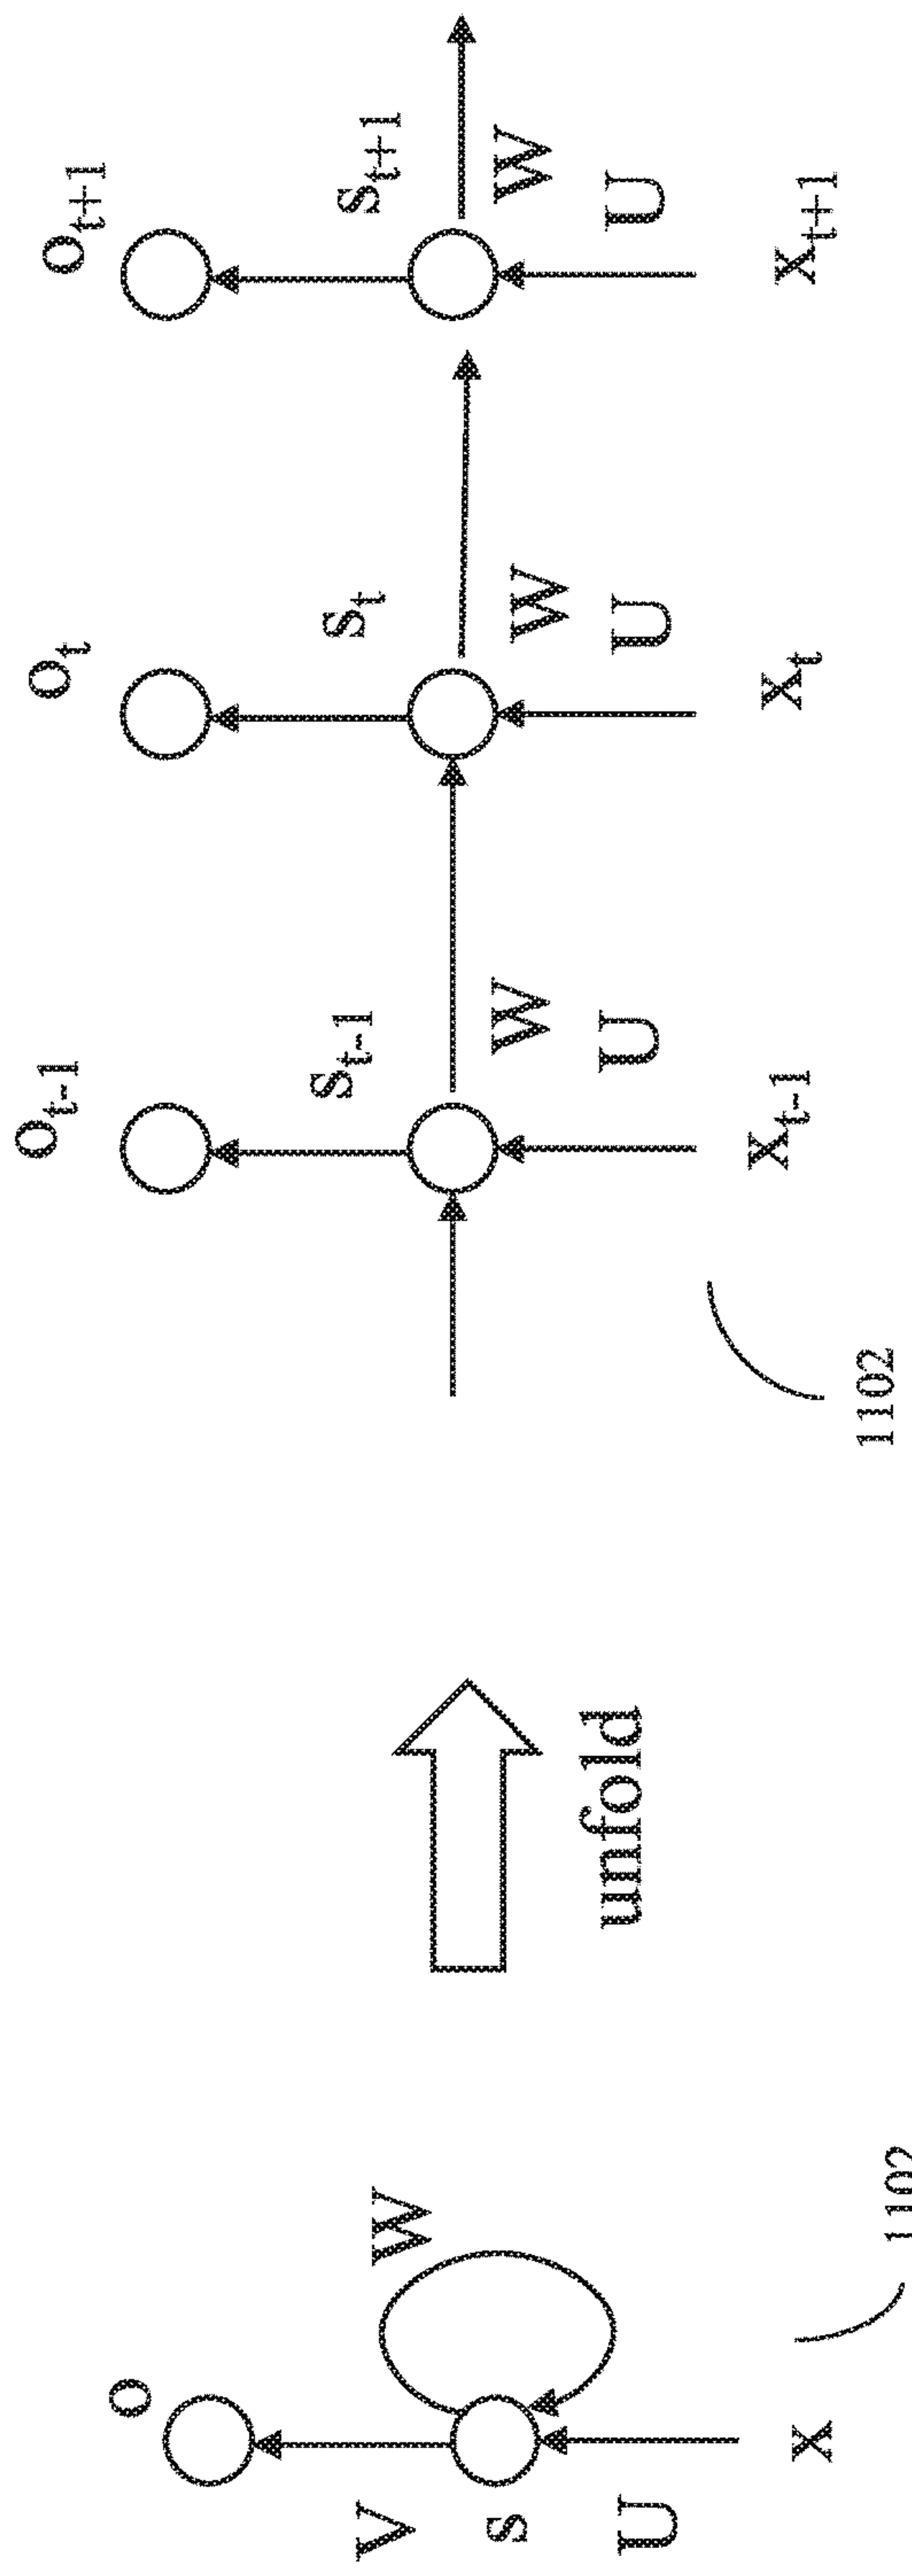 o
V
W
s
U
x
1102
unfold
o_{t-1}
s_{t-1}
W
U
x_{t-1}
1102
o_t
s_t
W
U
x_t
o_{t+1}
s_{t+1}
W
U
x_{t+1}